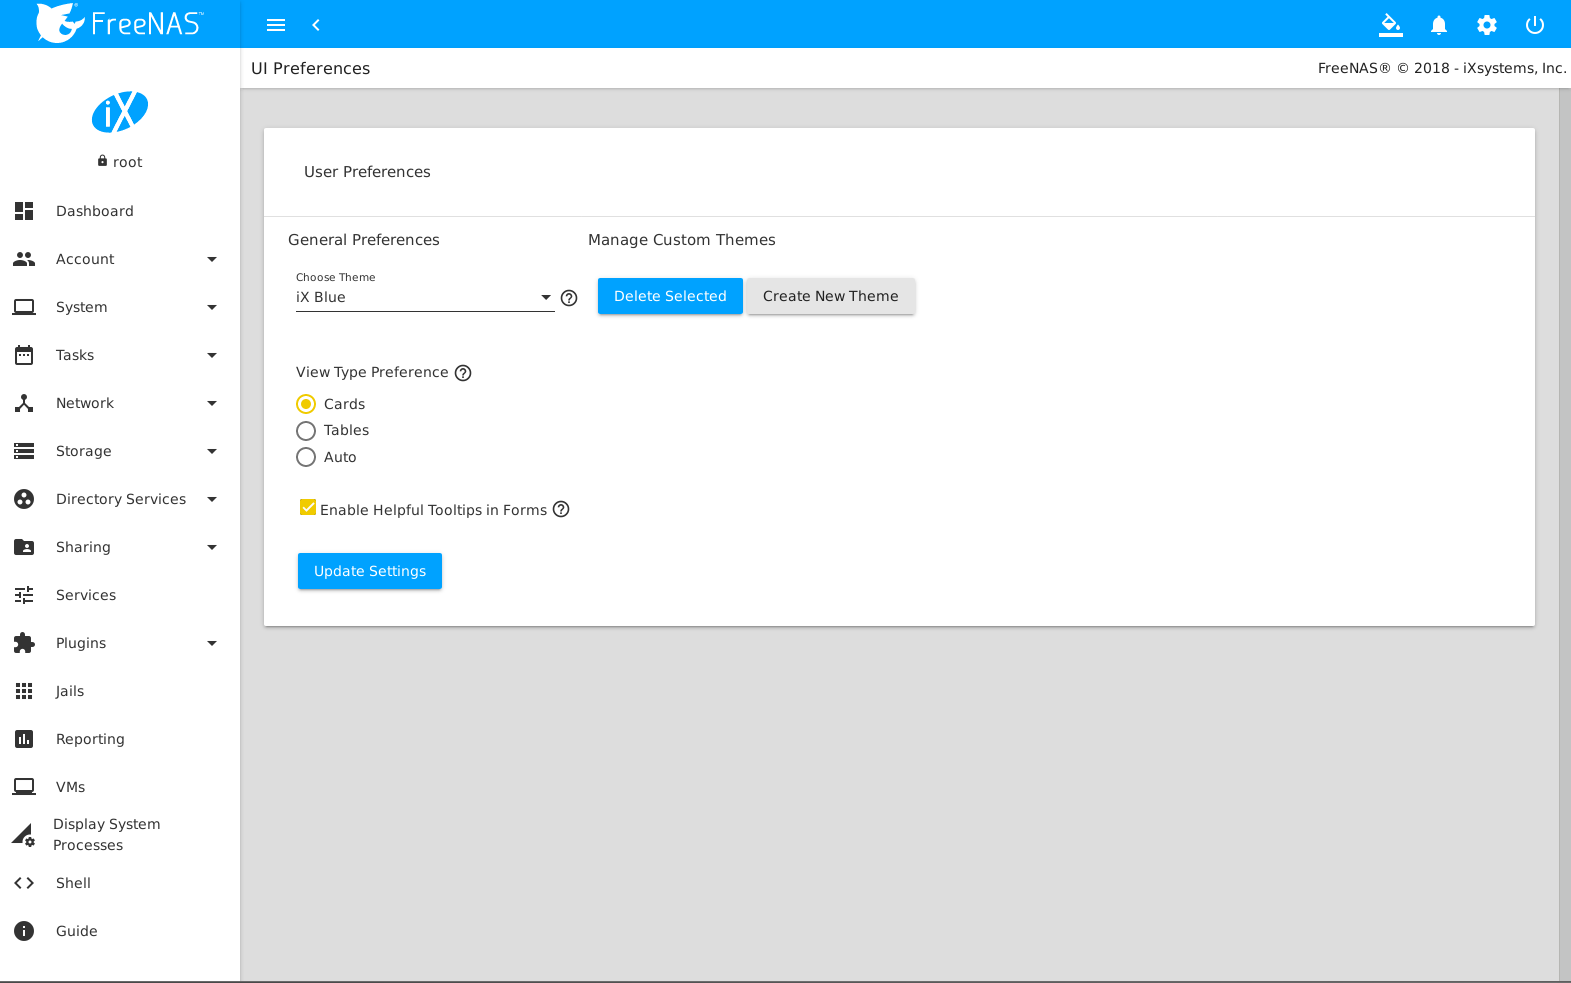 FreeNAS™
UI Preferences
FreeNAS® © 2018 - iXsystems, Inc.
iX
root
Dashboard
Account
System
Tasks
Network
Storage
Directory Services
Sharing
Services
Plugins
Jails
Reporting
VMs
Display System
Processes
Shell
Guide
User Preferences
General Preferences
Manage Custom Themes
Choose Theme
iX Blue
Delete Selected
Create New Theme
View Type Preference
Cards
Tables
Auto
Enable Helpful Tooltips in Forms
Update Settings